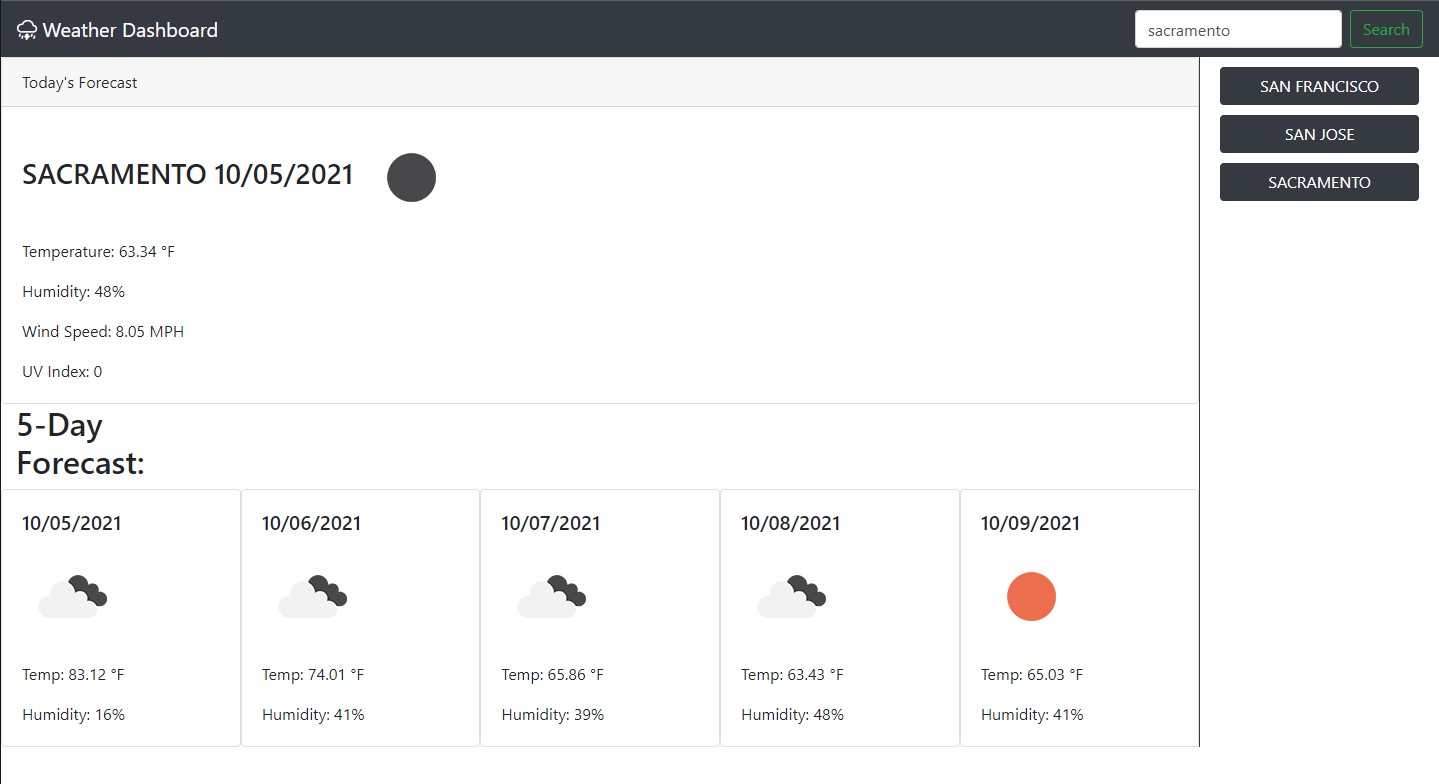 Weather Dashboard
sacramento
Search
Today's Forecast
SAN FRANCISCO
SAN JOSE
SACRAMENTO
SACRAMENTO 10/05/2021
Temperature: 63.34 °F
Humidity: 48%
Wind Speed: 8.05 MPH
UV Index: 0
5-Day
Forecast:
10/05/2021
Temp: 83.12 °F
Humidity: 16%
10/06/2021
Temp: 74.01 °F
Humidity: 41%
10/07/2021
Temp: 65.86 °F
Humidity: 39%
10/08/2021
Temp: 63.43 °F
Humidity: 48%
10/09/2021
Temp: 65.03 °F
Humidity: 41%